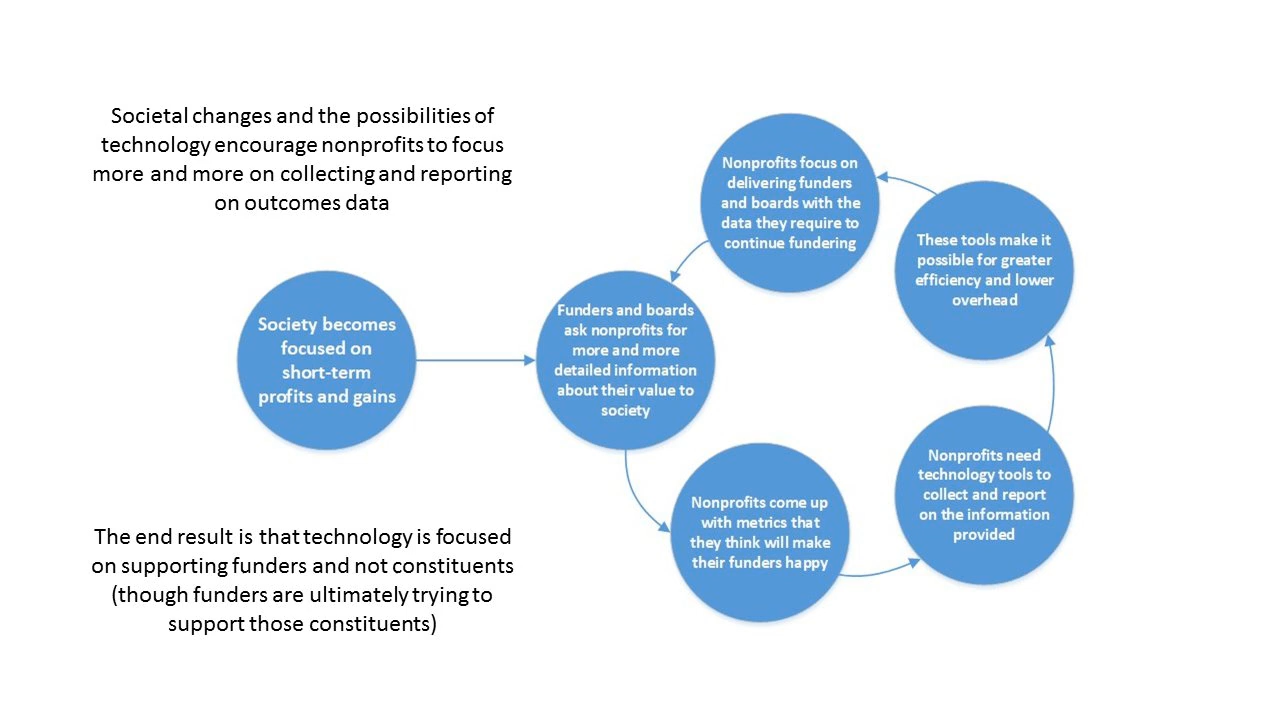 Societal changes and the possibilities of
technology encourage nonprofits to focus
more and more on collecting and reporting
on outcomes data
Society becomes
focused on
short-term
profits and gains
Funders and boards
ask nonprofits for
more and more
detailed information
about their value to
society
Nonprofits come up
with metrics that
they think will make
their funders happy
Nonprofits need
technology tools to
collect and report
on the information
provided
These tools make it
possible for greater
efficiency and lower
overhead
Nonprofits focus on
delivering funders
and boards with the
data they require to
continue fundering
The end result is that technology is focused
on supporting funders and not constituents
(though funders are ultimately trying to
support those constituents)